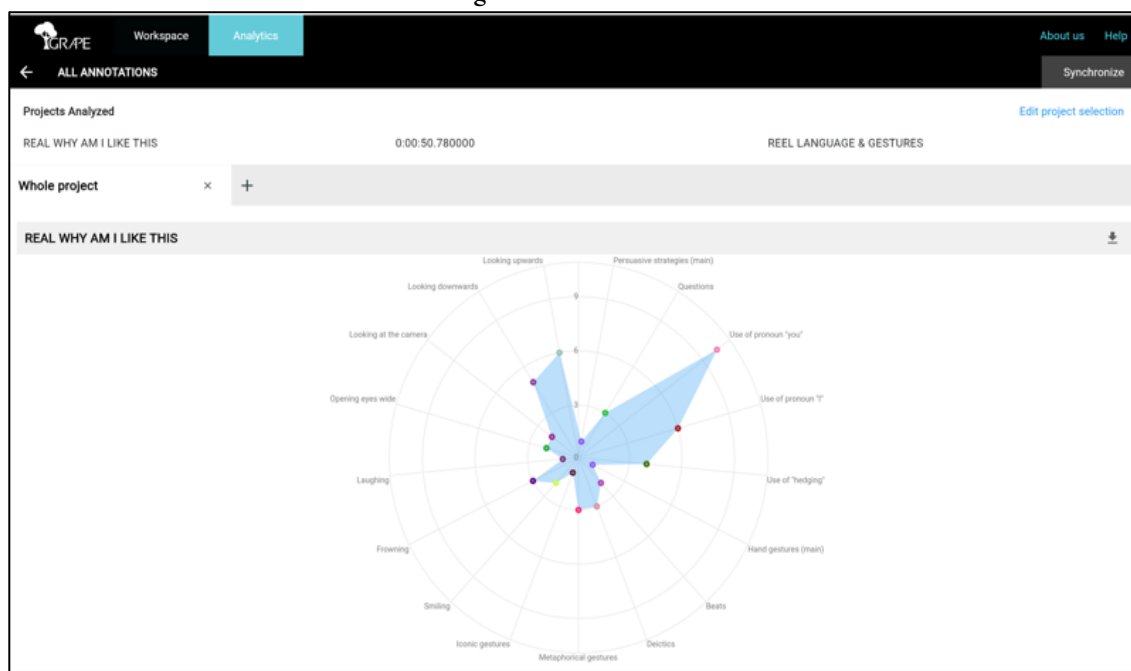 GRAPE Workspace Analytics About us Help
← ALL ANNOTATIONS Synchronize
Projects Analyzed Edit project selection
REAL WHY AM I LIKE THIS 0:00:50.780000 REEL LANGUAGE & GESTURES
Whole project × +
REAL WHY AM I LIKE THIS
Looking upwards Persuasive strategies (main)
Looking downwards Questions
9
Looking at the camera Use of pronoun "you"
6
Opening eyes wide Use of pronoun "I"
3
0
Laughing Use of "hedging"
Frowning Hand gestures (main)
Smiling Beats
Iconic gestures Deictics
Metaphorical gestures